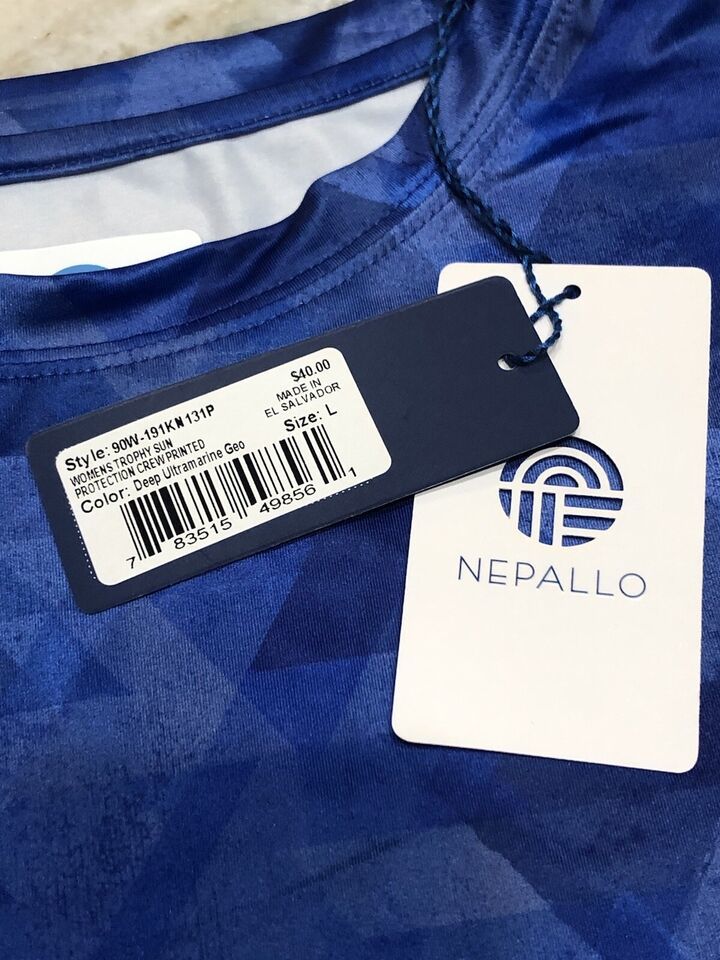 $40.00
MADE IN
EL SALVADOR
Style: 90W-191KN131P
WOMENS TROPHY SUN
PROTECTION CREW PRINTED
Size: L
Color: Deep Ultramarine Geo
7 83515 49856 1
NEPALLO